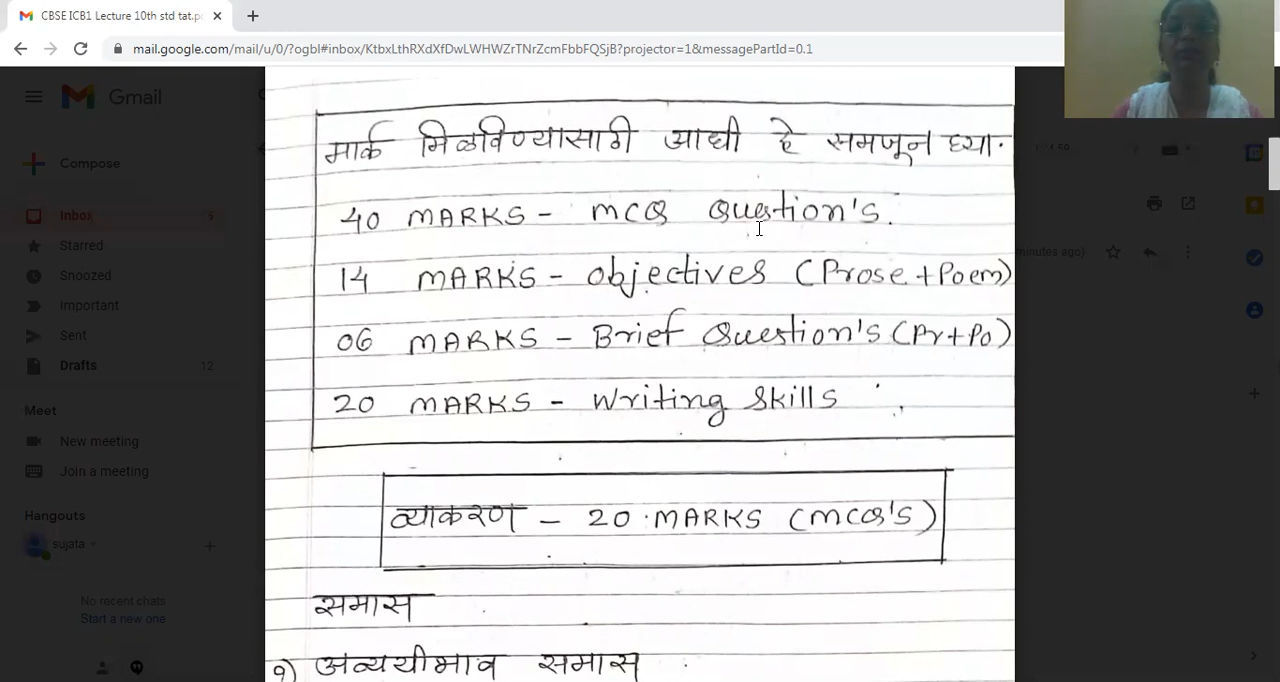 CBSE ICB1 Lecture 10th std tat.p
mail.google.com/mail/u/0/?ogbl#inbox/KtbxLthRXdXfDwLWHWZrTNrZcmFbbFQSjB?projector=1&messagePartId=0.1
Gmail
Compose
Inbox
Starred
Snoozed
Important
Sent
Drafts 12
Meet
New meeting
Join a meeting
Hangouts
sujata
No recent chats
Start a new one
minutes ago)
मार्क मिळविण्यासाठी आधी हे समजून घ्या.
40 MARKS - MCQ Question's.
14 MARKS - Objectives (Prose+Poem)
06 MARKS - Brief Question's (Pr+Po)
20 MARKS - Writing Skills
व्याकरण - 20 MARKS (MCQ'S)
समास
१) अव्ययीभाव समास